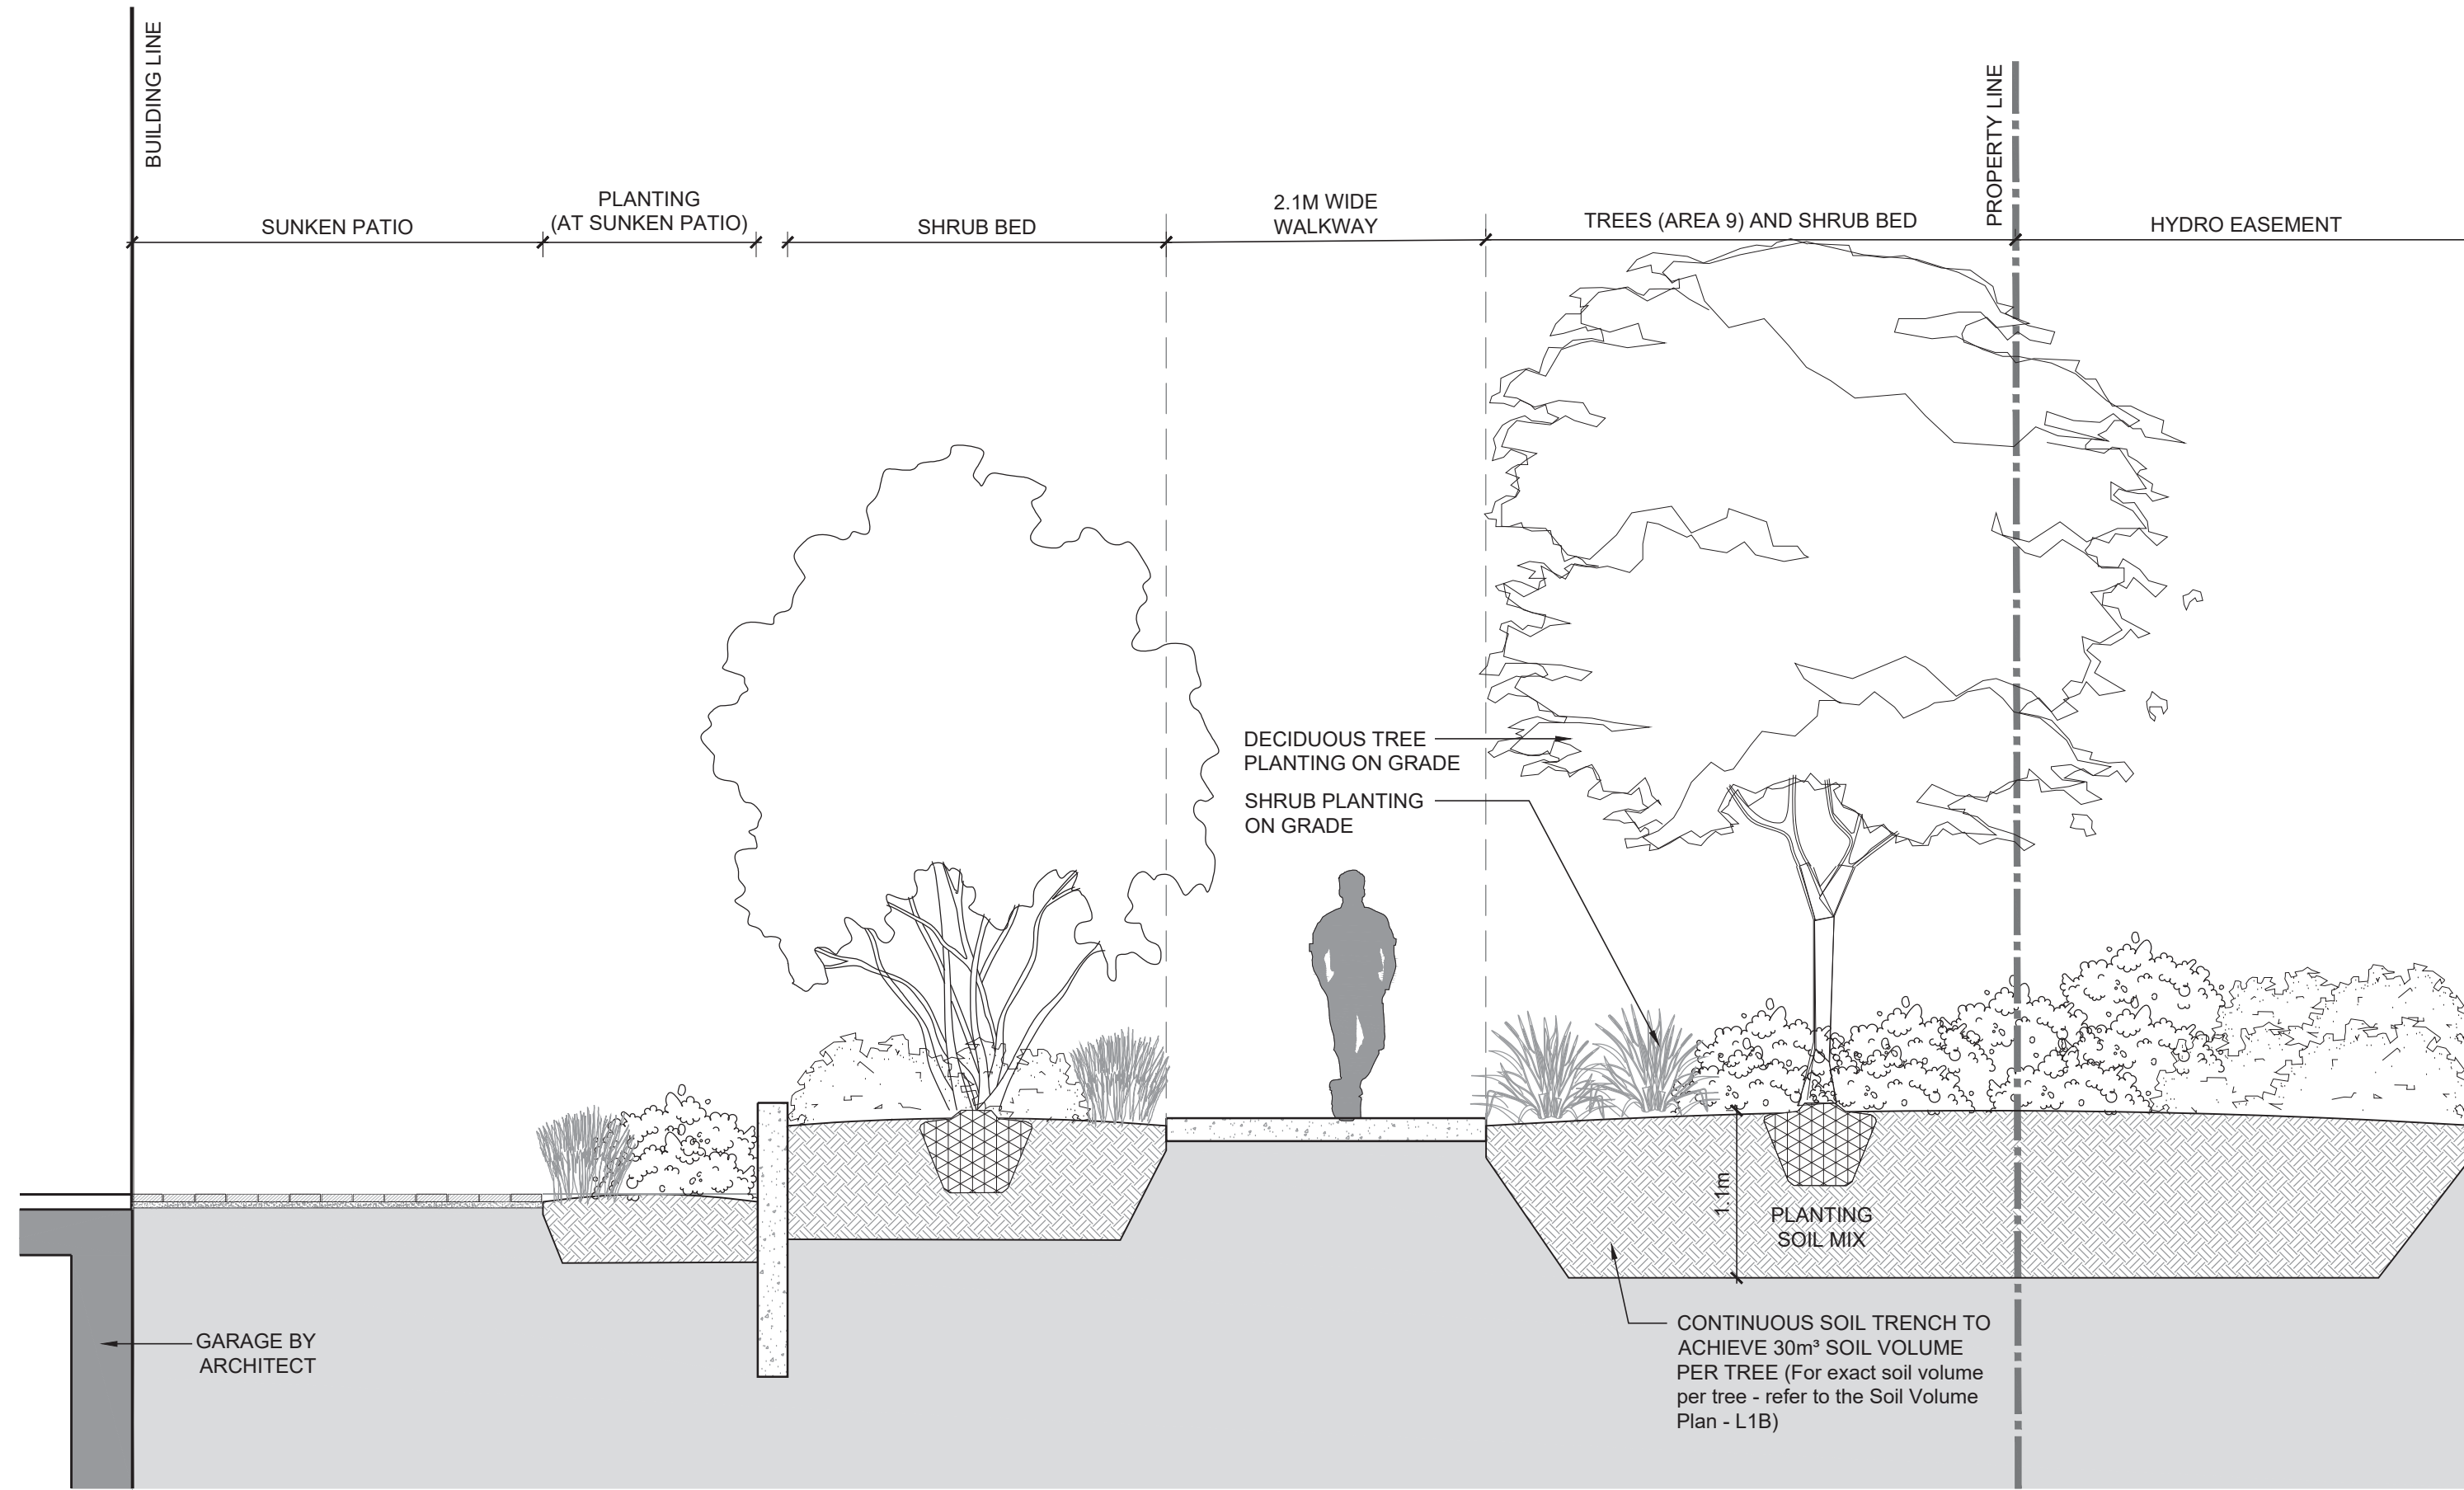 BUILDING LINE
PROPERTY LINE
SUNKEN PATIO
PLANTING
(AT SUNKEN PATIO)
SHRUB BED
2.1M WIDE
WALKWAY
TREES (AREA 9) AND SHRUB BED
HYDRO EASEMENT
DECIDUOUS TREE
PLANTING ON GRADE
SHRUB PLANTING
ON GRADE
1.1m
PLANTING
SOIL MIX
GARAGE BY
ARCHITECT
CONTINUOUS SOIL TRENCH TO
ACHIEVE 30m³ SOIL VOLUME
PER TREE (For exact soil volume
per tree - refer to the Soil Volume
Plan - L1B)